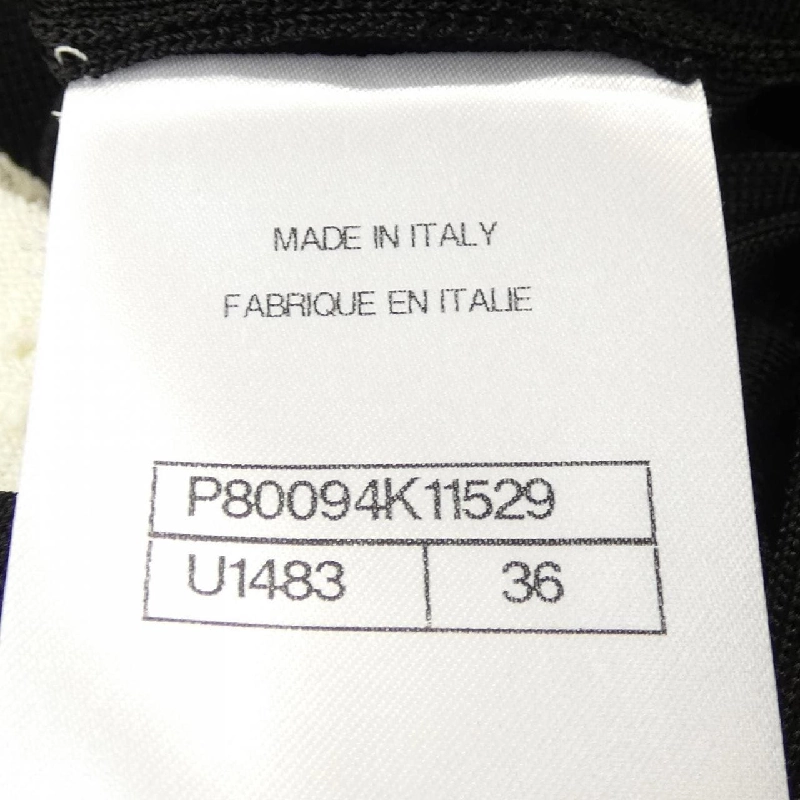 MADE IN ITALY
FABRIQUE EN ITALIE
P80094K11529
U1483 36